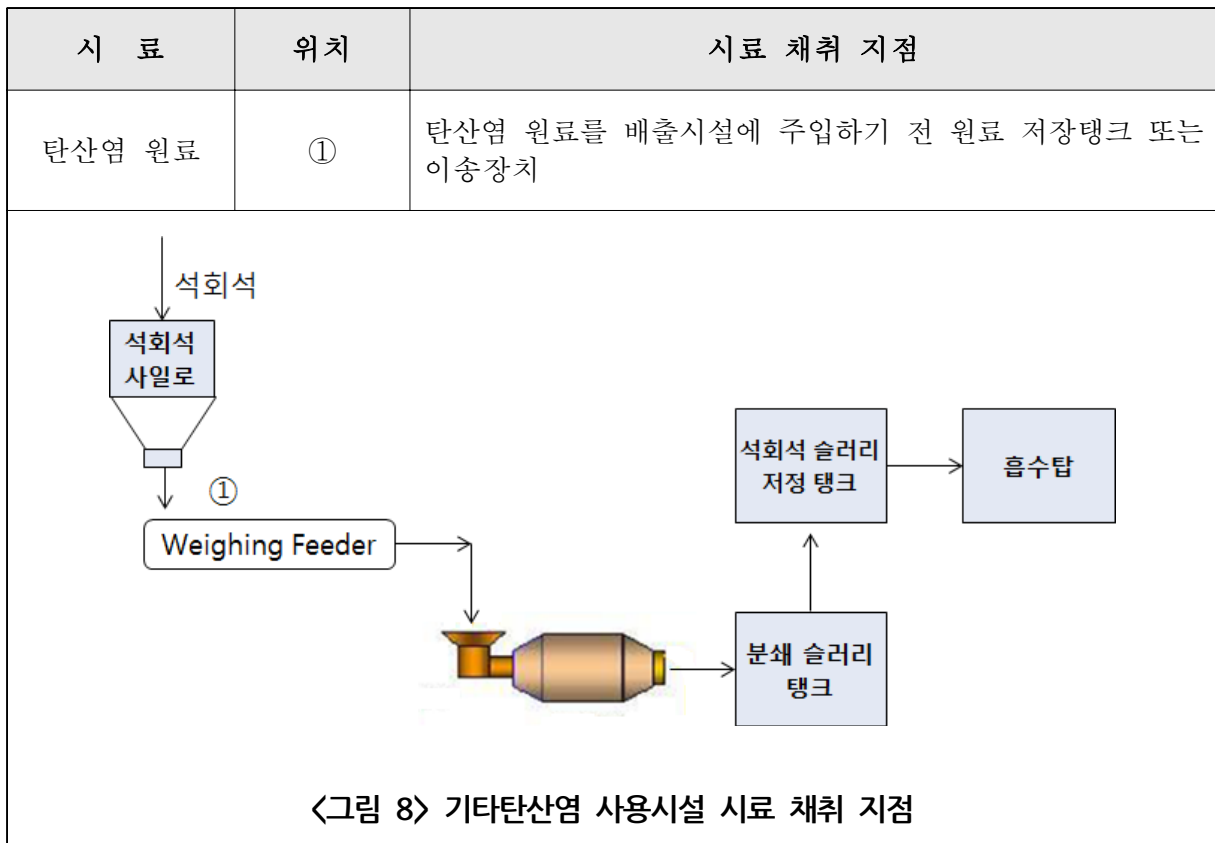 시 료
위치
시료 채취 지점
탄산염 원료
①
탄산염 원료를 배출시설에 주입하기 전 원료 저장탱크 또는
이송장치
석회석
석회석
사일로
①
Weighing Feeder
석회석 슬러리
저정 탱크
흡수탑
분쇄 슬러리
탱크
<그림 8> 기타탄산염 사용시설 시료 채취 지점